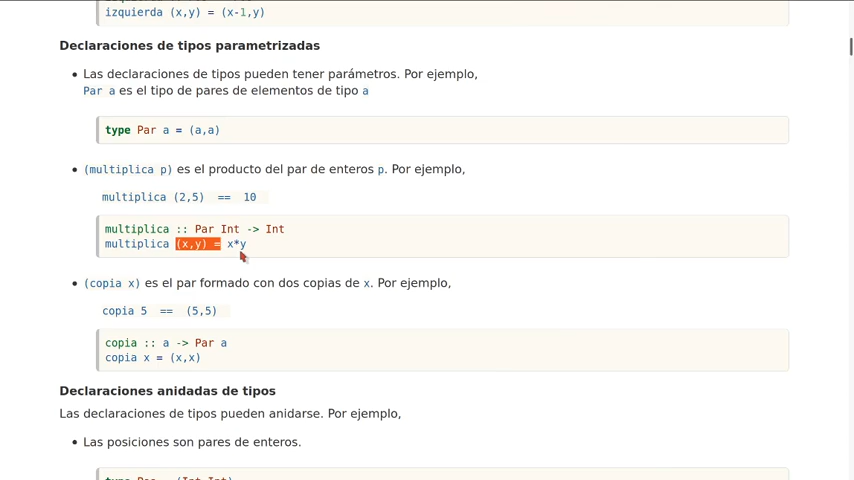 izquierda (x,y) = (x-1,y)
Declaraciones de tipos parametrizadas
• Las declaraciones de tipos pueden tener parámetros. Por ejemplo,
Par a es el tipo de pares de elementos de tipo a
type Par a = (a,a)
• (multiplica p) es el producto del par de enteros p. Por ejemplo,
multiplica (2,5)  ==  10
multiplica :: Par Int -> Int
multiplica (x,y) = x*y
• (copia x) es el par formado con dos copias de x. Por ejemplo,
copia 5  ==  (5,5)
copia :: a -> Par a
copia x = (x,x)
Declaraciones anidadas de tipos
Las declaraciones de tipos pueden anidarse. Por ejemplo,
• Las posiciones son pares de enteros.
type Pos = (Int,Int)